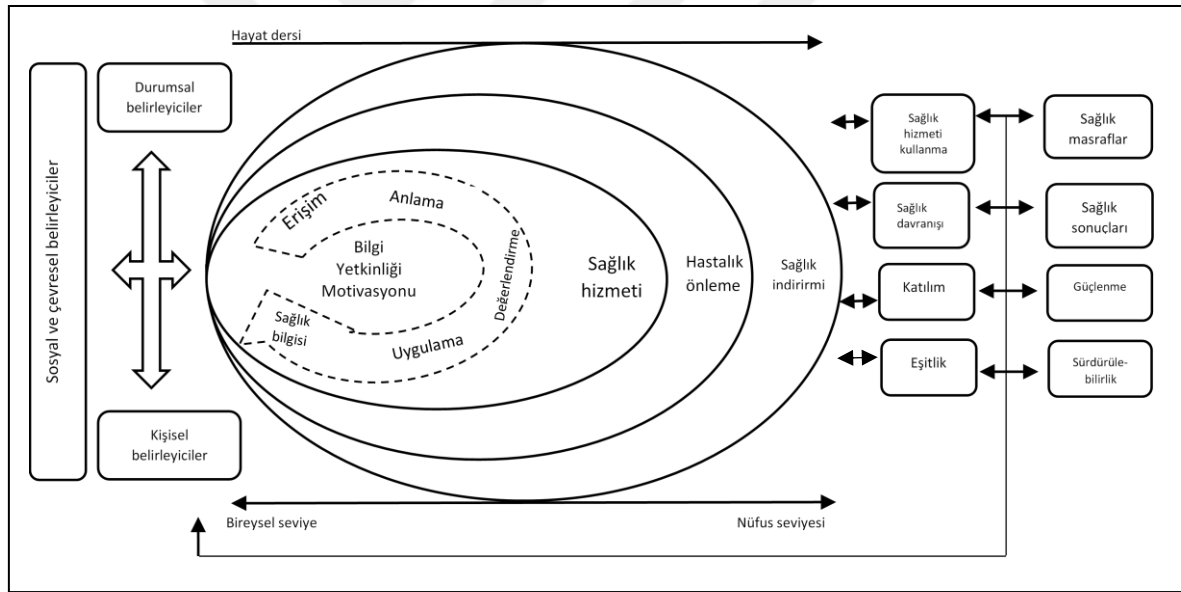 Hayat dersi
Sosyal ve çevresel belirleyiciler
Durumsal
belirleyiciler
Kişisel
belirleyiciler
Erişim
Anlama
Değerlendirme
Uygulama
Sağlık
bilgisi
Bilgi
Yetkinliği
Motivasyonu
Sağlık
hizmeti
Hastalık
önleme
Sağlık
indirimi
Sağlık
hizmeti
kullanma
Sağlık
masraflar
Sağlık
davranışı
Sağlık
sonuçları
Katılım
Güçlenme
Eşitlik
Sürdürüle-
bilirlik
Bireysel seviye
Nüfus seviyesi